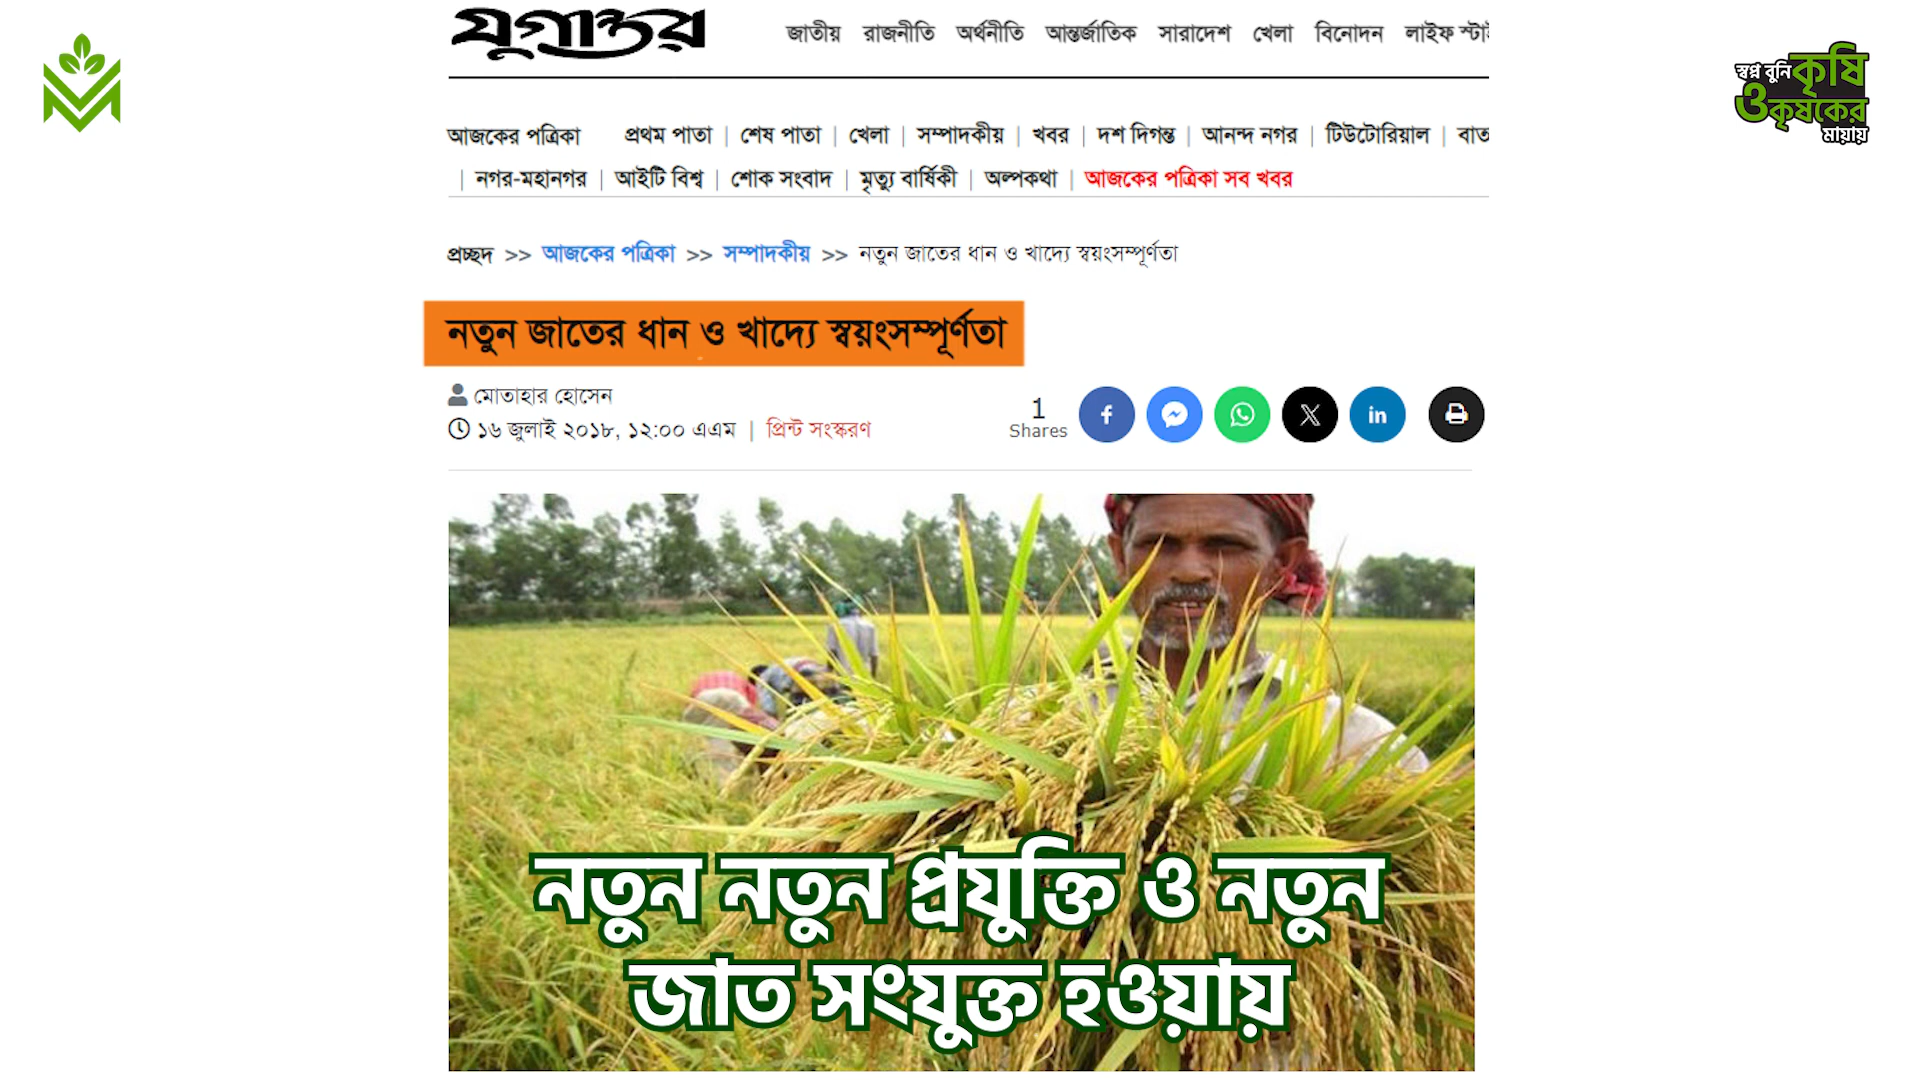 যুগান্তর
জাতীয় রাজনীতি অর্থনীতি আন্তর্জাতিক সারাদেশ খেলা বিনোদন লাইফ
স্বপ্ন বুনি কৃষি
ও কৃষকের
মায়ায়
আজকের পত্রিকা প্রথম পাতা | শেষ পাতা | খেলা | সম্পাদকীয় | খবর | দশ দিগন্ত | আনন্দ নগর | টিউটোরিয়াল |
| নগর-মহানগর | আইটি বিশ্ব | শোক সংবাদ | মৃত্যু বার্ষিকী | অল্পকথা | আজকের পত্রিকা সব খবর
প্রচ্ছদ >> আজকের পত্রিকা >> সম্পাদকীয় >> নতুন জাতের ধান ও খাদ্যে স্বয়ংসম্পূর্ণতা
নতুন জাতের ধান ও খাদ্যে স্বয়ংসম্পূর্ণতা
মোতাহার হোসেন
১৬ জুলাই ২০১৮, ১২:০০ এএম | প্রিন্ট সংস্করণ
1
Shares
নতুন নতুন প্রযুক্তি ও নতুন
জাত সংযুক্ত হওয়ায়